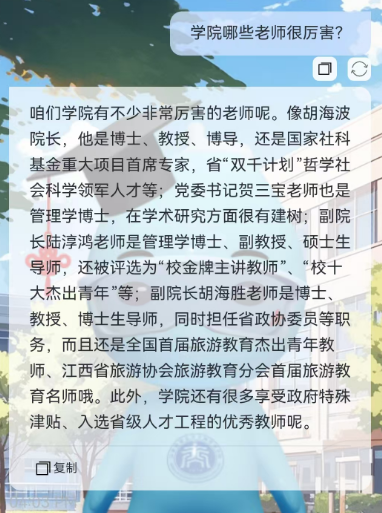 学院哪些老师很厉害？
咱们学院有不少非常厉害的老师呢。像胡海波
院长，他是博士、教授、博导，还是国家社科
基金重大项目首席专家，省“双千计划”哲学社
会科学领军人才等；党委书记贺三宝老师也是
管理学博士，在学术研究方面很有建树；副院
长陆淳鸿老师是管理学博士、副教授、硕士生
导师，还被评选为“校金牌主讲教师”、“校十
大杰出青年”等；副院长胡海胜老师是博士、
教授、博士生导师，同时担任省政协委员等职
务，而且还是全国首届旅游教育杰出青年教
师、江西省旅游协会旅游教育分会首届旅游教
育名师哦。此外，学院还有很多享受政府特殊
津贴、入选省级人才工程的优秀教师呢。
复制